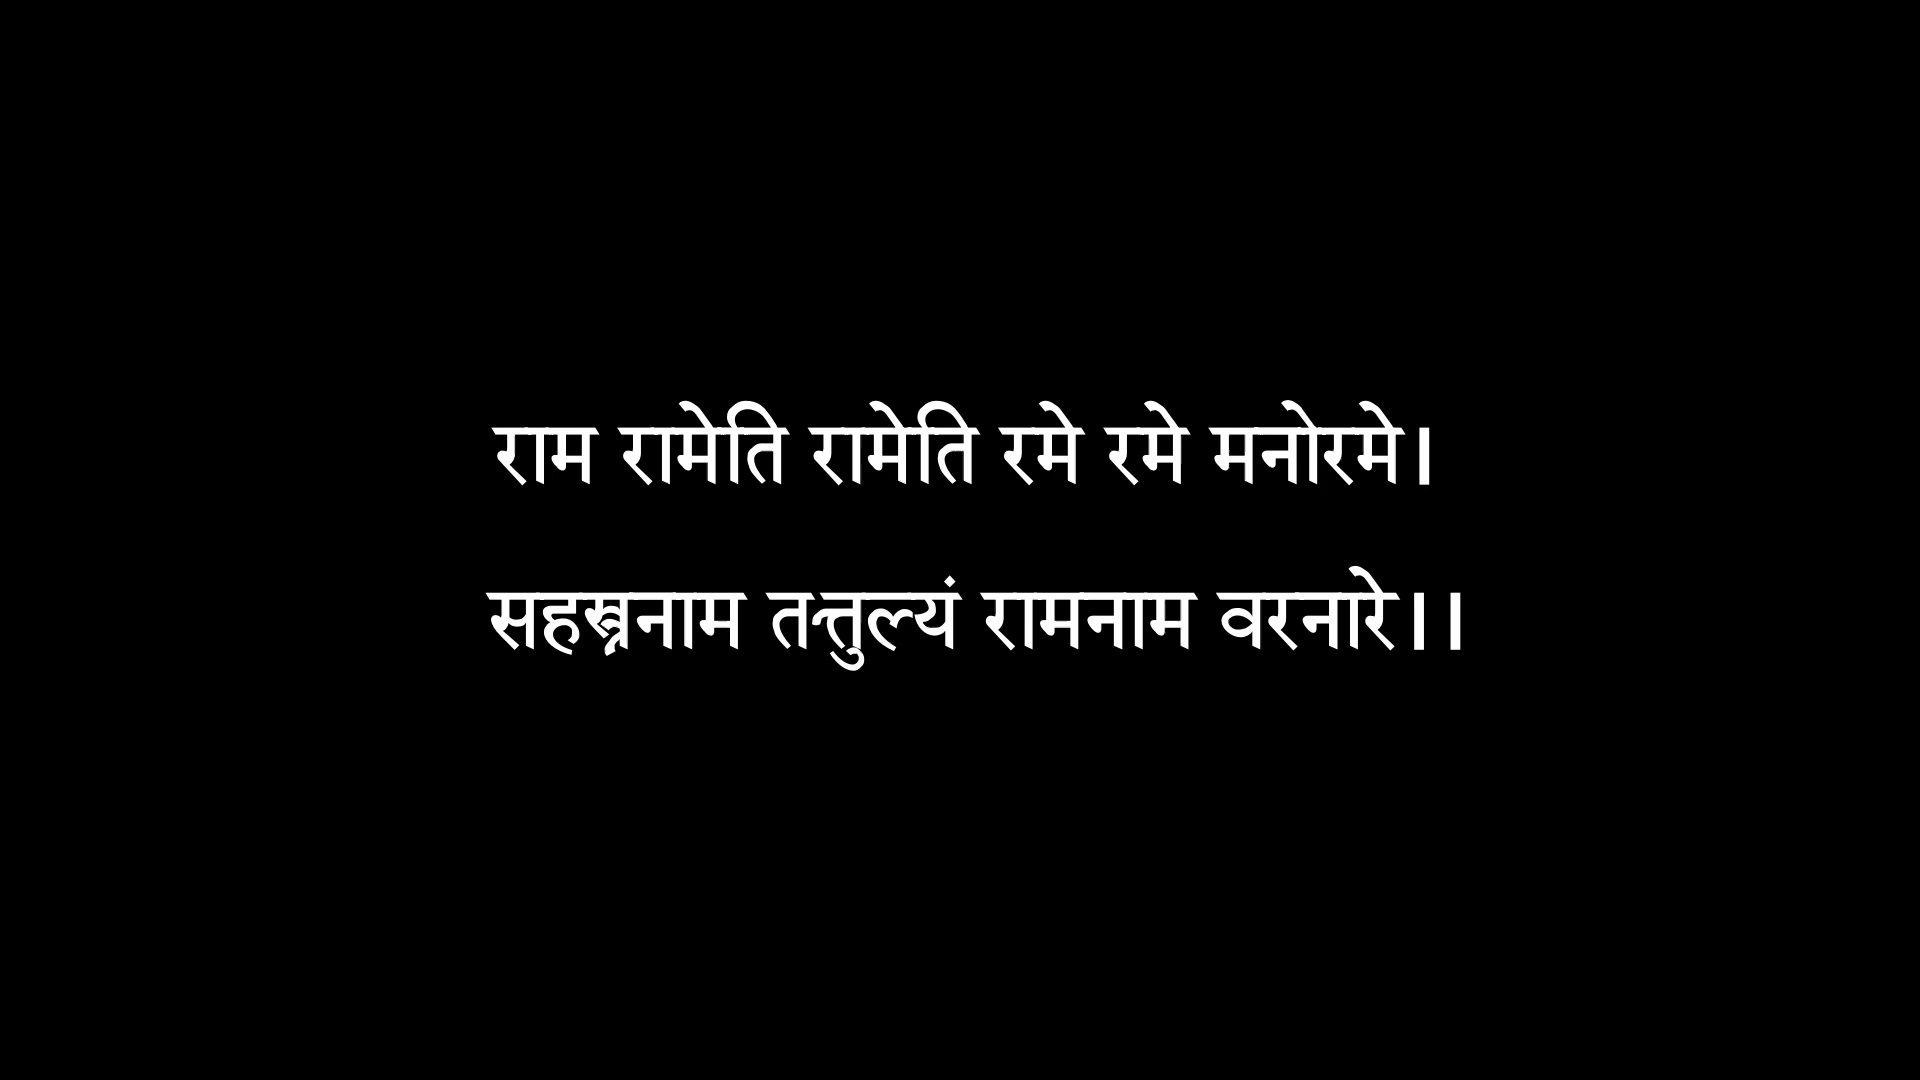 राम रामेति रामेति रमे रमे मनोरमे।
सहस्त्रनाम तत्तुल्यं रामनाम वरनारे।।